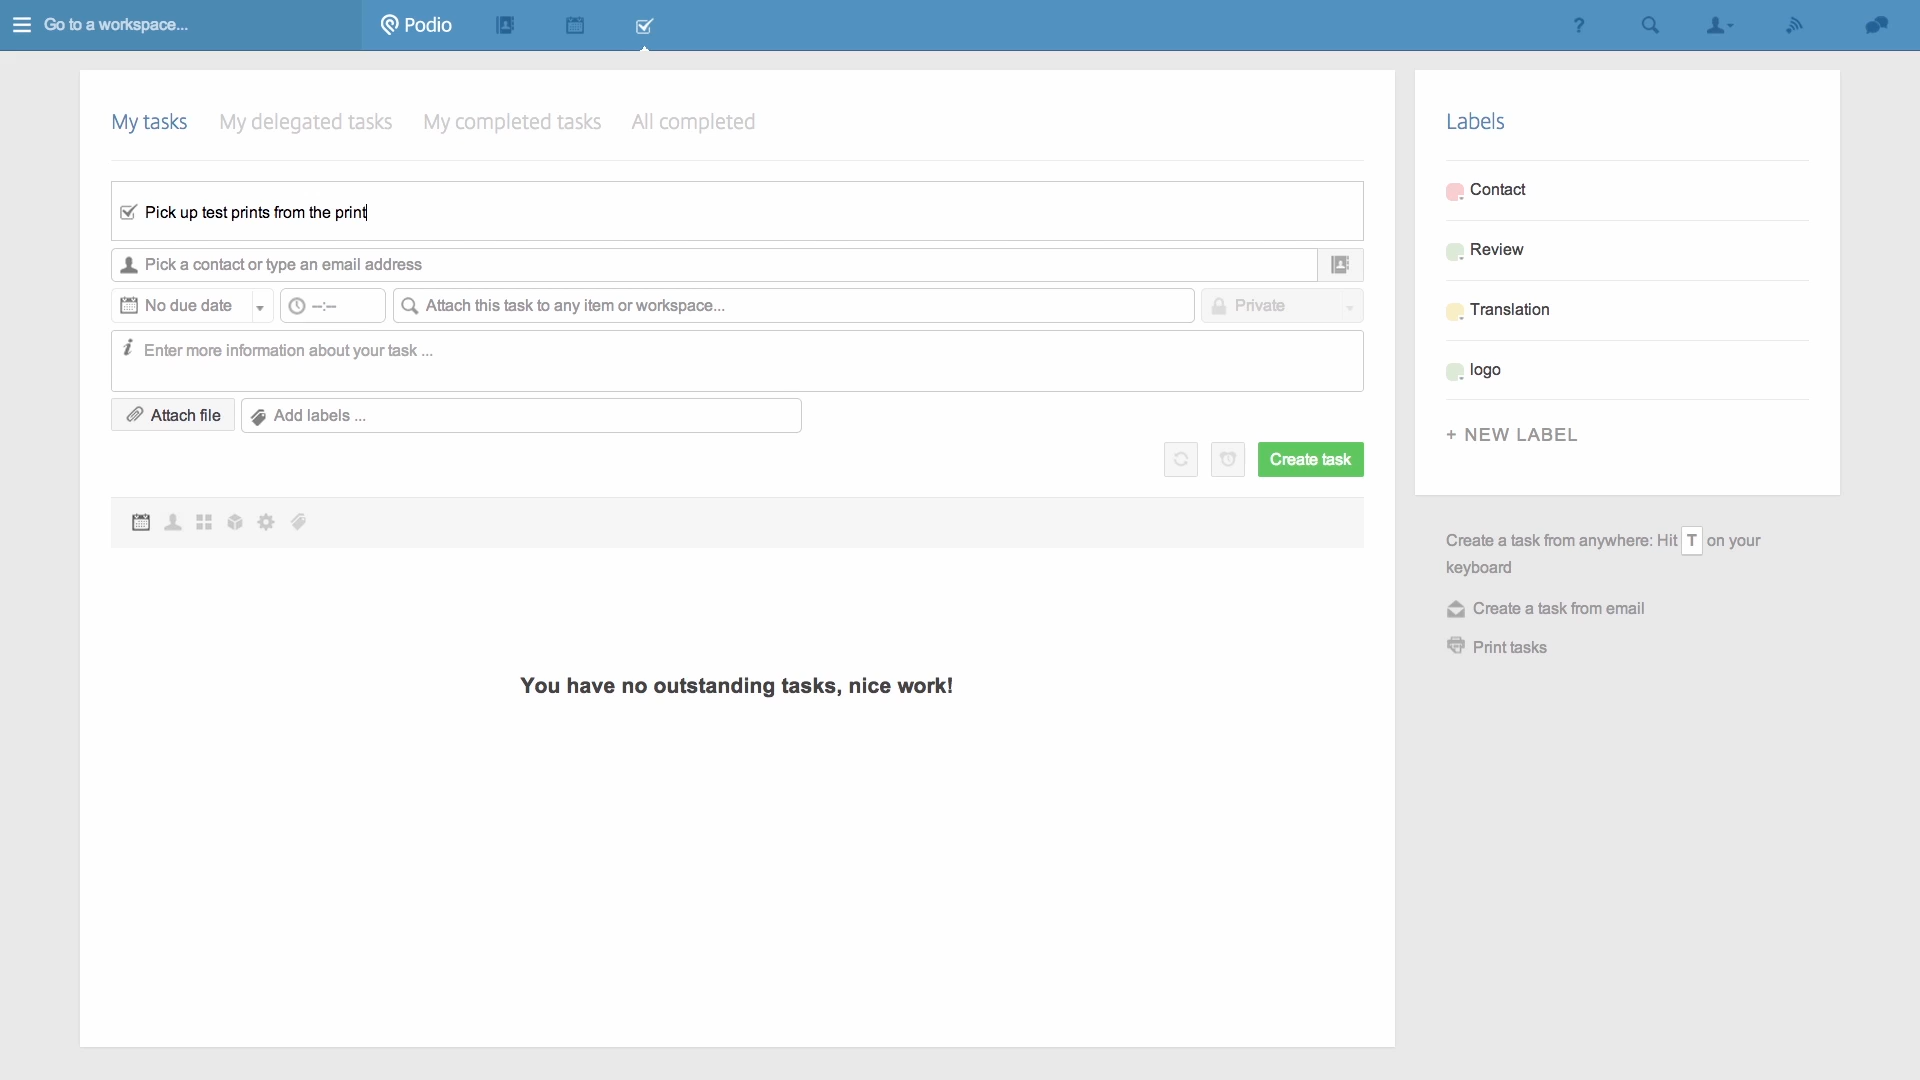 Go to a workspace...
Podio
?
My tasks My delegated tasks My completed tasks All completed
Pick up test prints from the print
Pick a contact or type an email address
No due date --:-- Attach this task to any item or workspace... Private
i Enter more information about your task ...
Attach file Add labels ...
Create task
You have no outstanding tasks, nice work!
Labels
Contact
Review
Translation
logo
+ NEW LABEL
Create a task from anywhere: Hit T on your
keyboard
Create a task from email
Print tasks